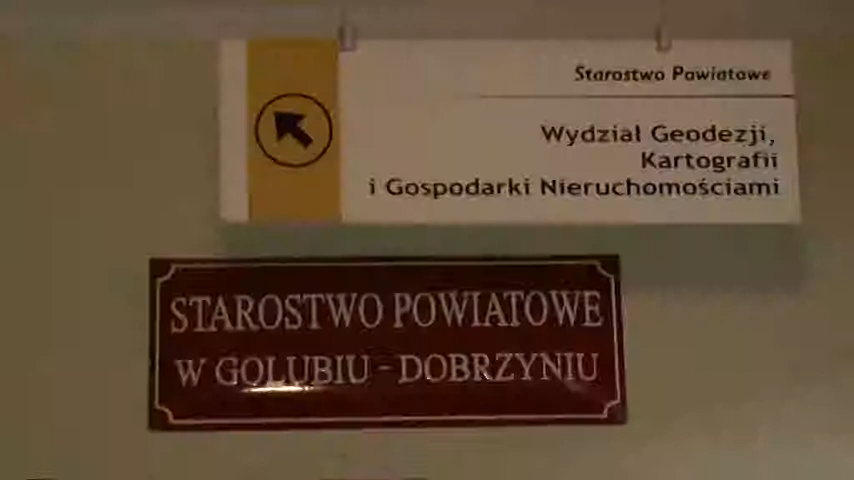 Starostwo Powiatowe
Wydział Geodezji,
Kartografii
i Gospodarki Nieruchomościami
STAROSTWO POWIATOWE
W GOLUBIU - DOBRZYNIU